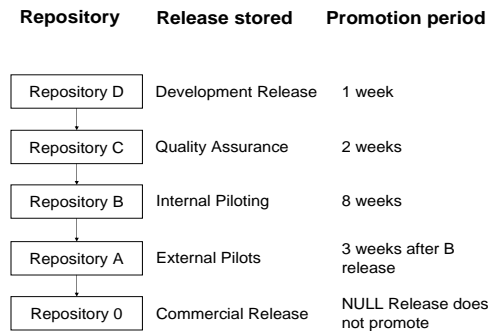 Repository Release stored Promotion period
Repository D Development Release 1 week
Repository C Quality Assurance 2 weeks
Repository B Internal Piloting 8 weeks
Repository A External Pilots 3 weeks after B
release
Repository 0 Commercial Release NULL Release does
not promote